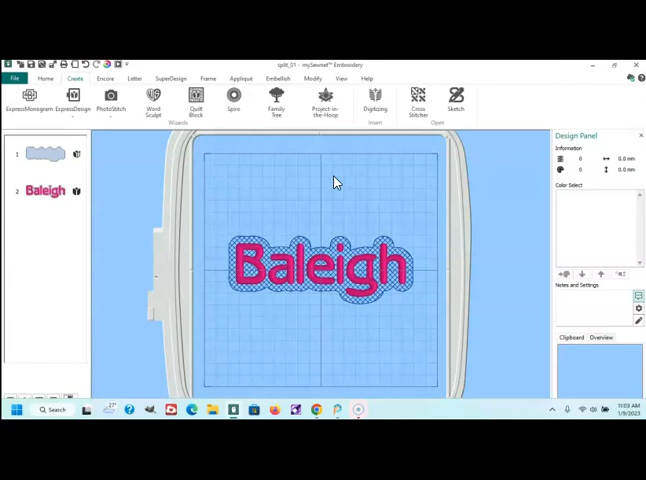 split_01 - mySewnet™ Embroidery
File Home Create Encore Letter SuperDesign Frame Appliqué Embellish Modify View Help
ExpressMonogram ExpressDesign PhotoStitch Word Sculpt Quilt Block Spiro Family Tree Project-in-the-Hoop Digitizing Cross Stitcher Sketch
Wizards Insert Open
Design Panel
Information
0 0.0 mm
0 0.0 mm
Color Select
1
2 Baleigh
Baleigh
Notes and Settings
Clipboard Overview
Search
27°
11:03 AM
1/9/2023